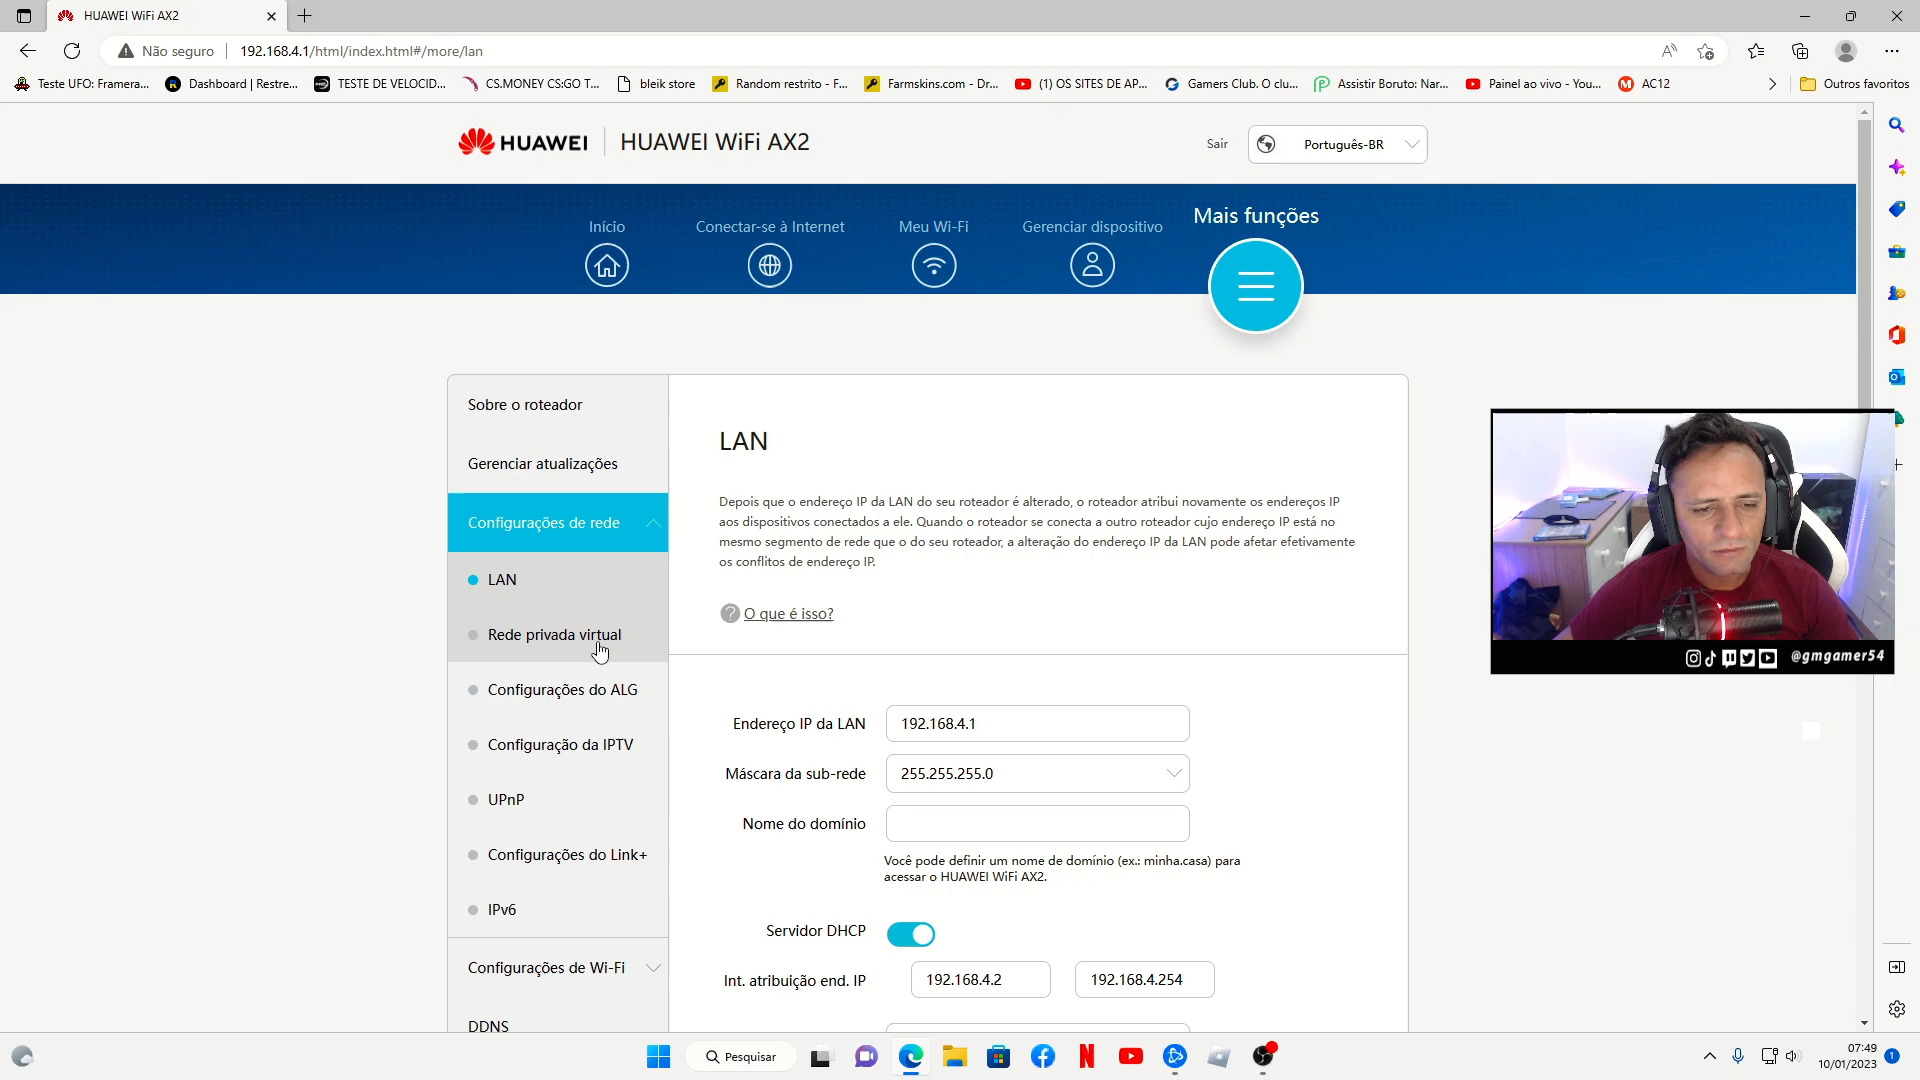 HUAWEI WiFi AX2
Não seguro
192.168.4.1/html/index.html#/more/lan
Teste UFO: Framera...
Dashboard | Restre...
TESTE DE VELOCID...
CS.MONEY CS:GO T...
bleik store
Random restrito - F...
Farmskins.com - Dr...
(1) OS SITES DE AP...
Gamers Club. O clu...
Assistir Boruto: Nar...
Painel ao vivo - You...
AC12
Outros favoritos
HUAWEI
HUAWEI WiFi AX2
Sair
Português-BR
Início
Conectar-se à Internet
Meu Wi-Fi
Gerenciar dispositivo
Mais funções
Sobre o roteador
Gerenciar atualizações
Configurações de rede
LAN
Rede privada virtual
Configurações do ALG
Configuração da IPTV
UPnP
Configurações do Link+
IPv6
Configurações de Wi-Fi
DDNS
LAN
Depois que o endereço IP da LAN do seu roteador é alterado, o roteador atribui novamente os endereços IP
aos dispositivos conectados a ele. Quando o roteador se conecta a outro roteador cujo endereço IP está no
mesmo segmento de rede que o do seu roteador, a alteração do endereço IP da LAN pode afetar efetivamente
os conflitos de endereço IP.
? O que é isso?
Endereço IP da LAN
192.168.4.1
Máscara da sub-rede
255.255.255.0
Nome do domínio
Você pode definir um nome de domínio (ex.: minha.casa) para
acessar o HUAWEI WiFi AX2.
Servidor DHCP
Int. atribuição end. IP
192.168.4.2
192.168.4.254
@gmgamer54
Pesquisar
07:49
10/01/2023
1